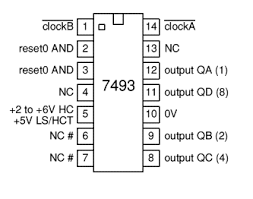 clockB 1
14 clockA
reset0 AND 2
13 NC
reset0 AND 3
12 output QA (1)
7493
NC 4
11 output QD (8)
+2 to +6V HC
+5V LS/HCT
5
10 0V
NC # 6
9 output QB (2)
NC # 7
8 output QC (4)